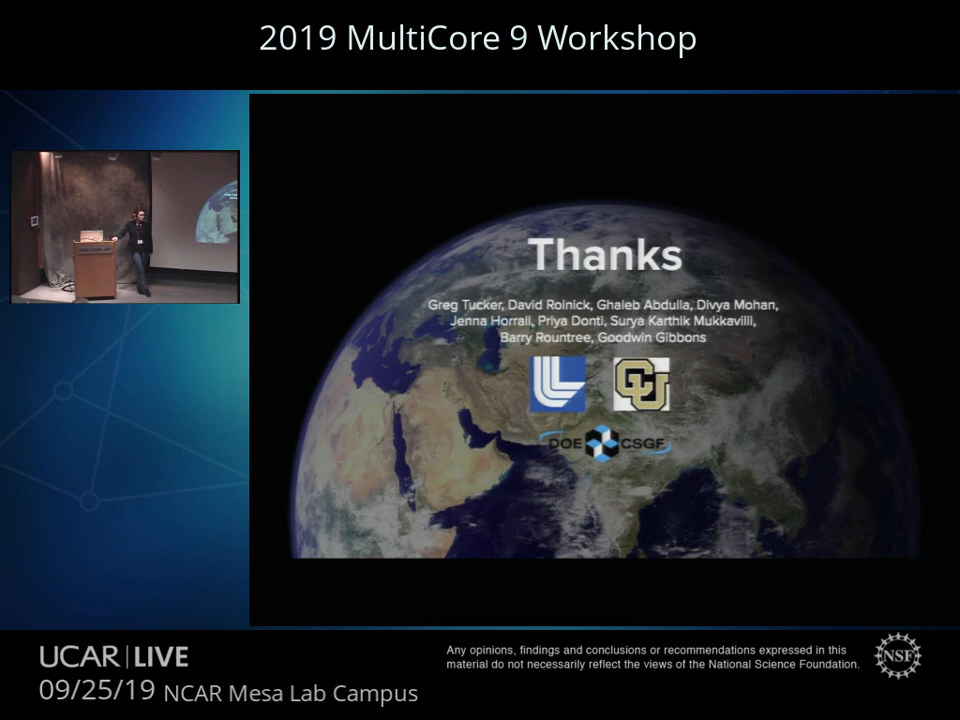 2019 MultiCore 9 Workshop
Thanks
Greg Tucker, David Rolnick, Ghaleb Abdulla, Divya Mohan,
Jenna Horrall, Priya Donti, Surya Karthik Mukkavilli,
Barry Rountree, Goodwin Gibbons
CU
DOE CSGF
UCAR | LIVE
09/25/19 NCAR Mesa Lab Campus
Any opinions, findings and conclusions or recommendations expressed in this
material do not necessarily reflect the views of the National Science Foundation.
NSF